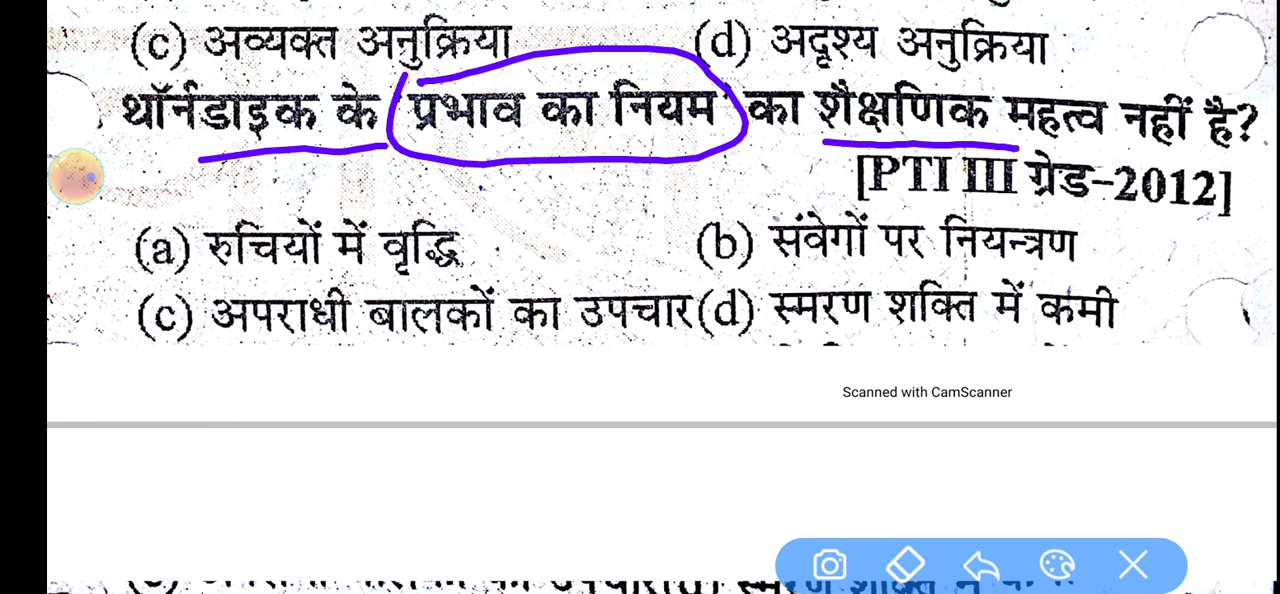 (c) अव्यक्त अनुक्रिया (d) अदृश्य अनुक्रिया
थॉर्नडाइक के प्रभाव का नियम का शैक्षणिक महत्व नहीं है?
[PTI III ग्रेड-2012]
(a) रुचियों में वृद्धि (b) संवेगों पर नियन्त्रण
(c) अपराधी बालकों का उपचार (d) स्मरण शक्ति में कमी
Scanned with CamScanner